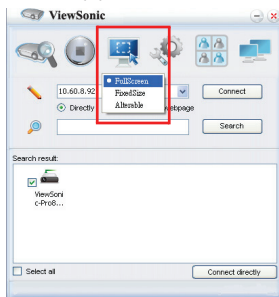 ViewSonic
FullScreen
FixedSize
Alterable
10.60.8.92
Connect
Directly
webpage
Search
Search result:
ViewSoni
c-Pro8...
Select all
Connect directly